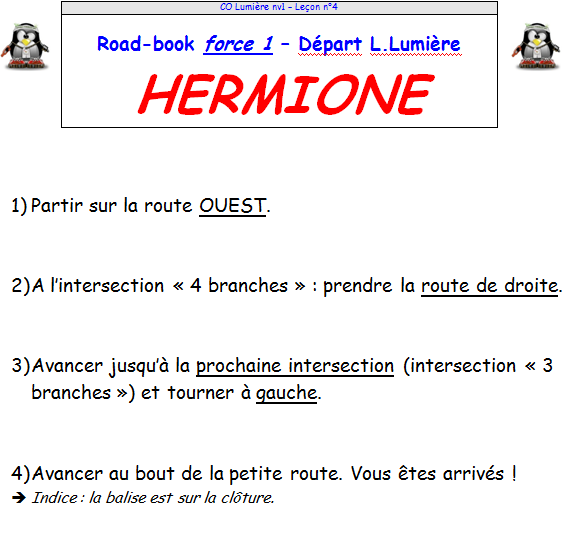 CO Lumière nv1 – Leçon n°4
Road-book force 1 – Départ L.Lumière
HERMIONE
1) Partir sur la route OUEST.
2)A l'intersection « 4 branches » : prendre la route de droite.
3)Avancer jusqu'à la prochaine intersection (intersection « 3
branches ») et tourner à gauche.
4)Avancer au bout de la petite route. Vous êtes arrivés !
➔ Indice : la balise est sur la clôture.